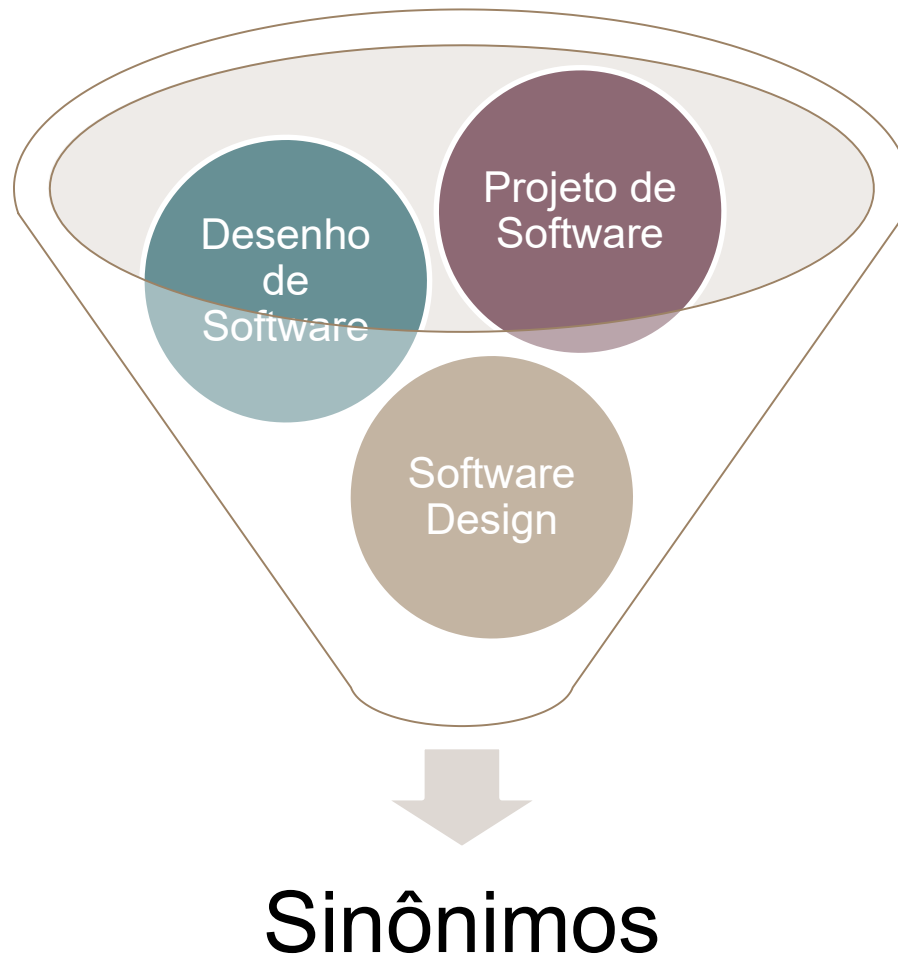 Desenho
de
Software
Projeto de
Software
Software
Design
Sinônimos